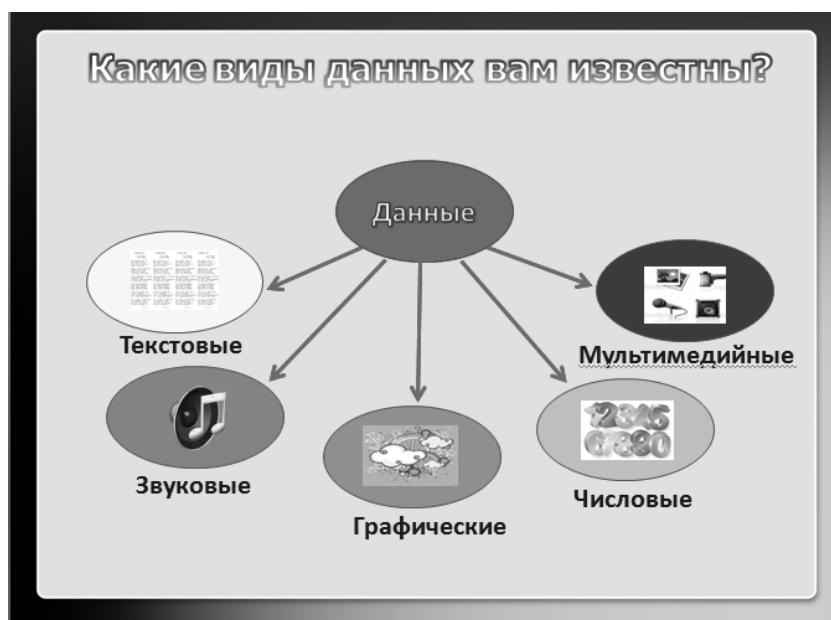 Какие виды данных вам известны?
Данные
Текстовые
Мультимедийные
Звуковые
Числовые
Графические